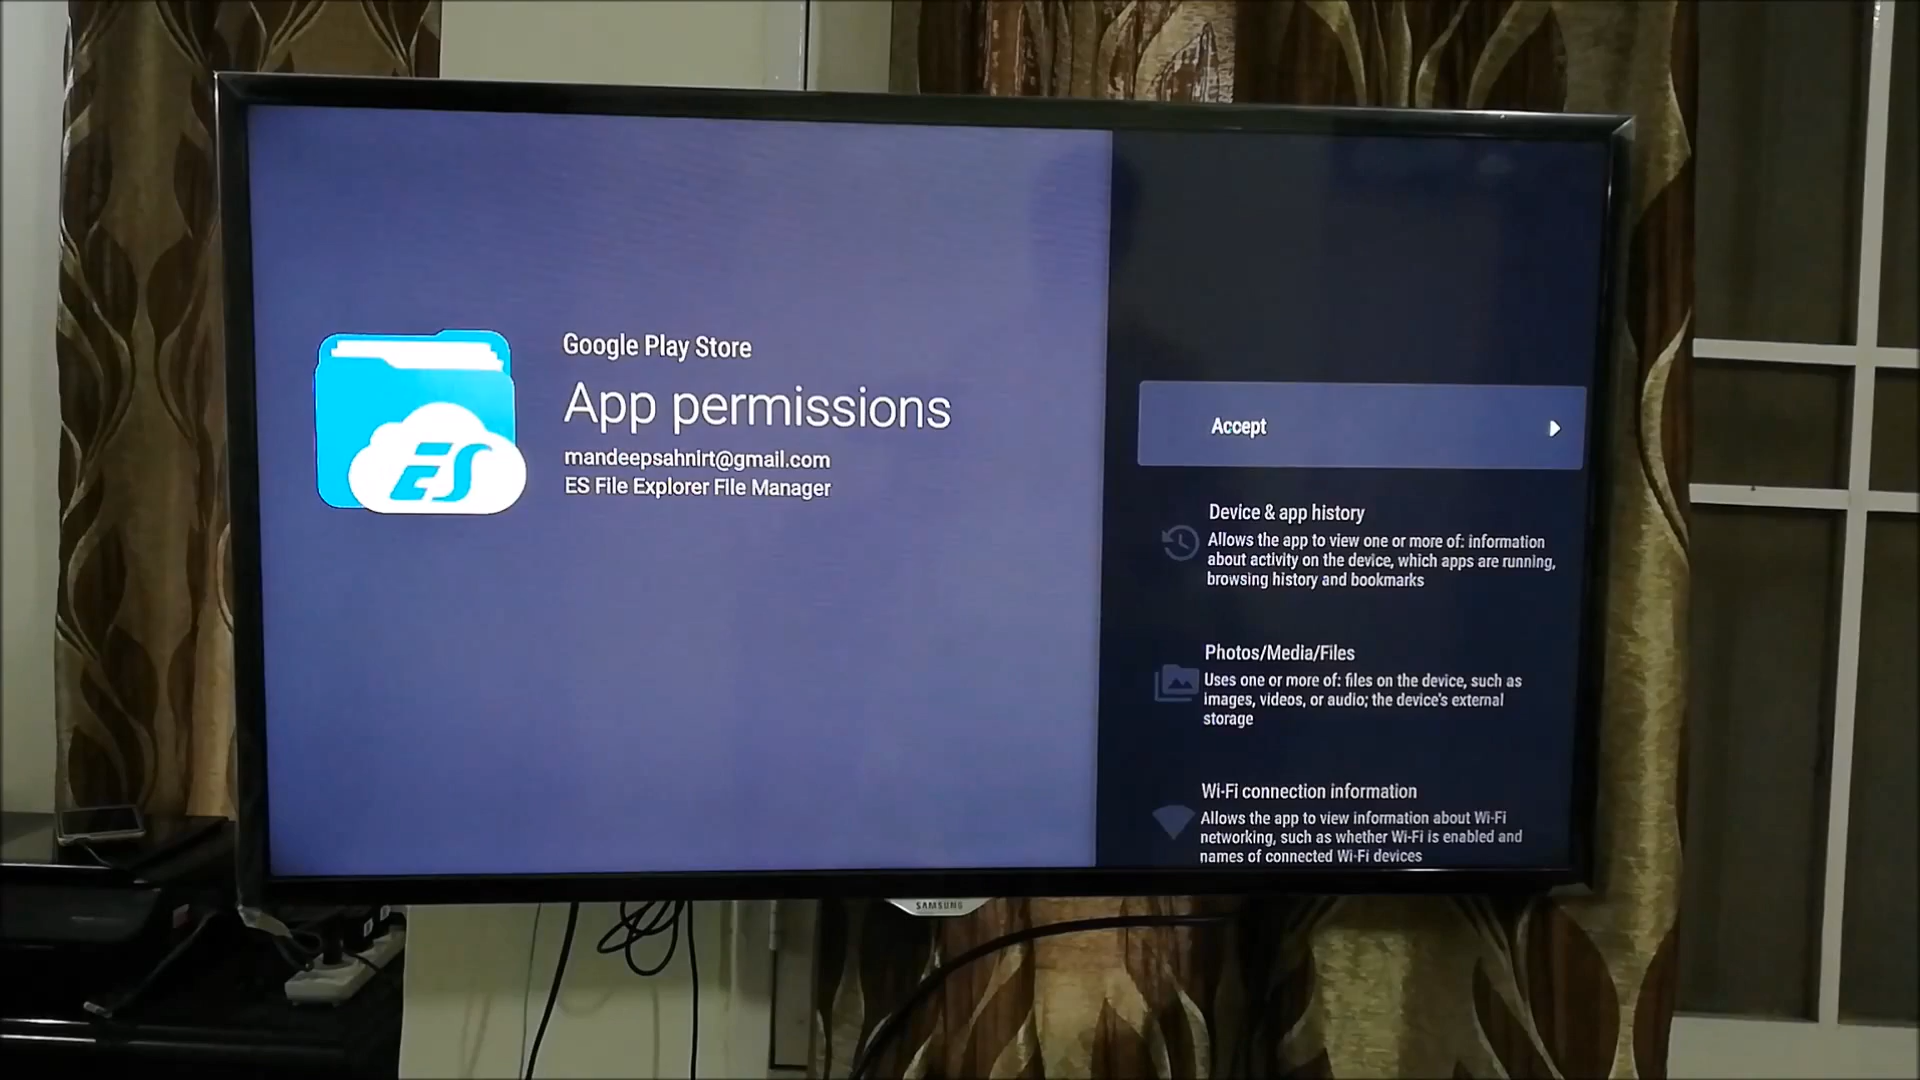 Google Play Store
App permissions
mandeepsahnirt@gmail.com
ES File Explorer File Manager
ES
Accept
Device & app history
Allows the app to view one or more of: information
about activity on the device, which apps are running,
browsing history and bookmarks
Photos/Media/Files
Uses one or more of: files on the device, such as
images, videos, or audio; the device's external
storage
Wi-Fi connection information
Allows the app to view information about Wi-Fi
networking, such as whether Wi-Fi is enabled and
names of connected Wi-Fi devices
SAMSUNG